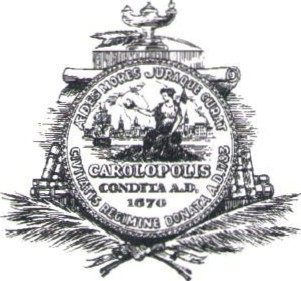 ÆDES MORES JURAQUE CURAT
CAROLOPOLIS
CONDITA A.D.
1670
CIVITATIS REGIMINE DONATA A.D. 1783